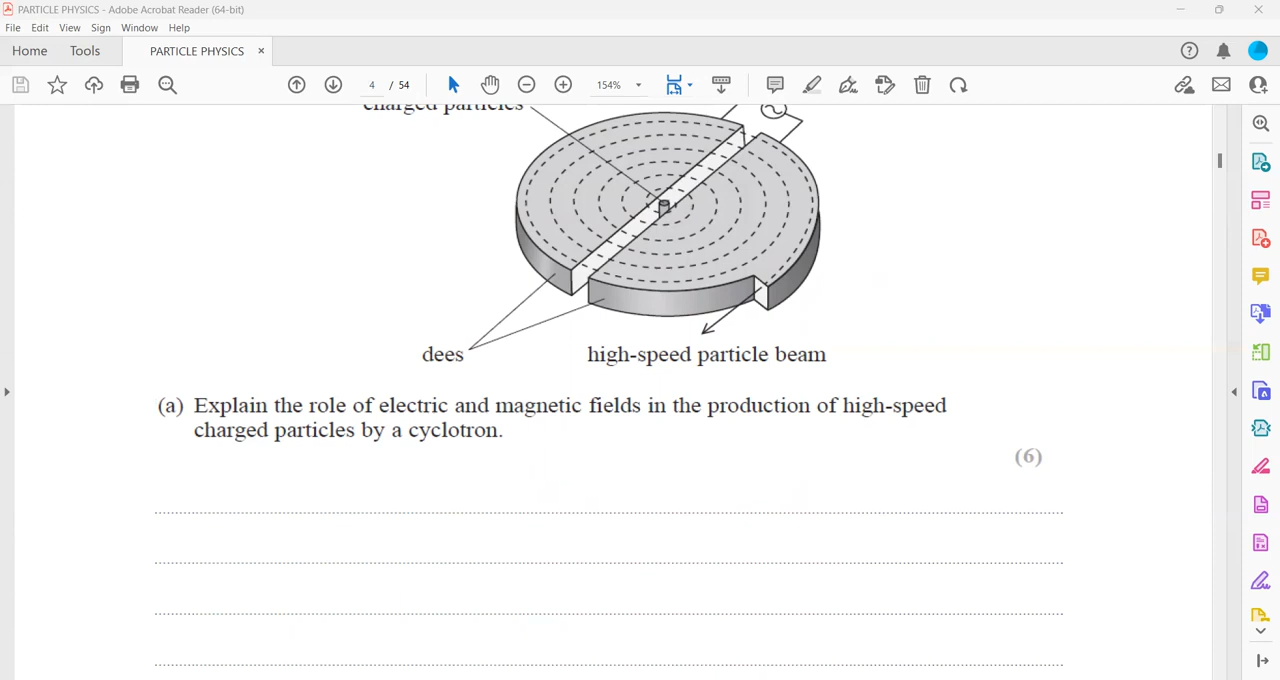 PARTICLE PHYSICS - Adobe Acrobat Reader (64-bit)
File Edit View Sign Window Help
Home Tools PARTICLE PHYSICS ×
4 / 54 154%
charged particles
dees high-speed particle beam
(a) Explain the role of electric and magnetic fields in the production of high-speed
charged particles by a cyclotron.
(6)